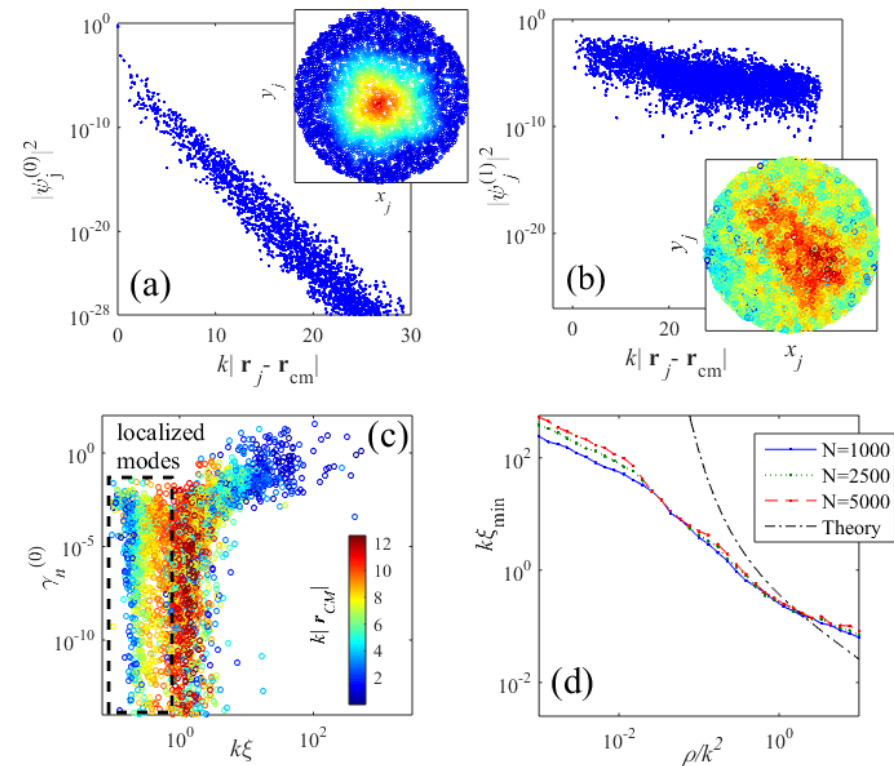 10^0
10^-10
10^-20
10^-28
|ψ_j^(0)|^2
0
10
20
30
k| r_j - r_cm|
(a)
y_j
x_j
10^0
10^-10
10^-20
|ψ_j^(1)|^2
0
20
k| r_j - r_cm|
(b)
y_j
x_j
10^0
10^-5
10^-10
γ_n^(0)
localized
modes
(c)
12
10
8
6
4
2
k| r_CM|
10^0
10^2
kξ
10^2
10^0
10^-2
kξ_min
N=1000
N=2500
N=5000
Theory
(d)
10^-2
10^0
ρ/k^2